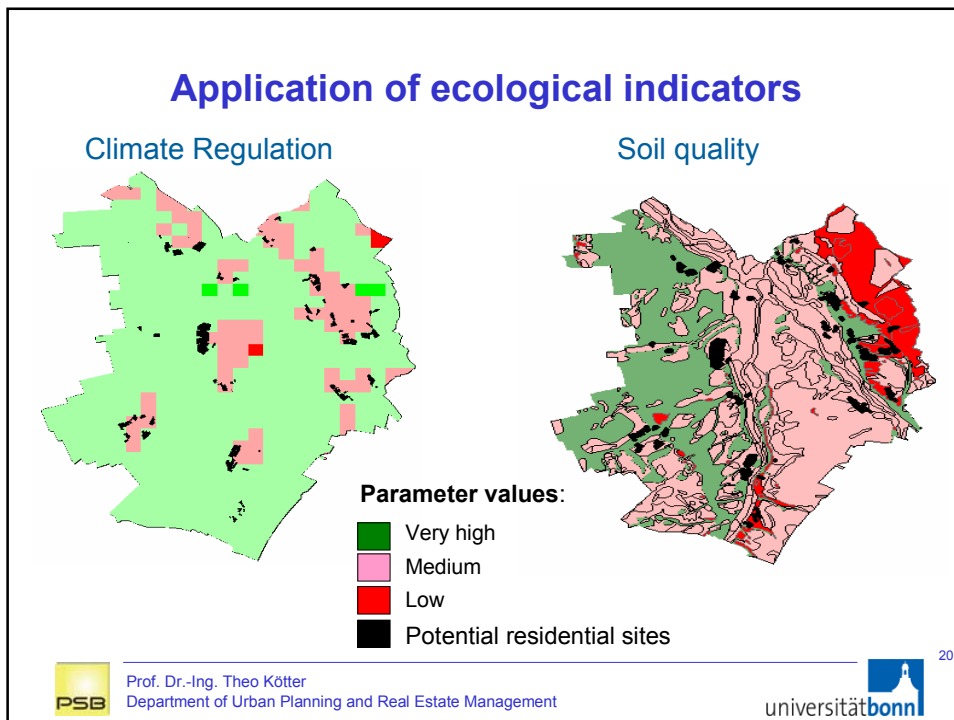 Application of ecological indicators
Climate Regulation
Soil quality
Parameter values:
Very high
Medium
Low
Potential residential sites
20
PSB
Prof. Dr.-Ing. Theo Kötter
Department of Urban Planning and Real Estate Management
universitätbonn